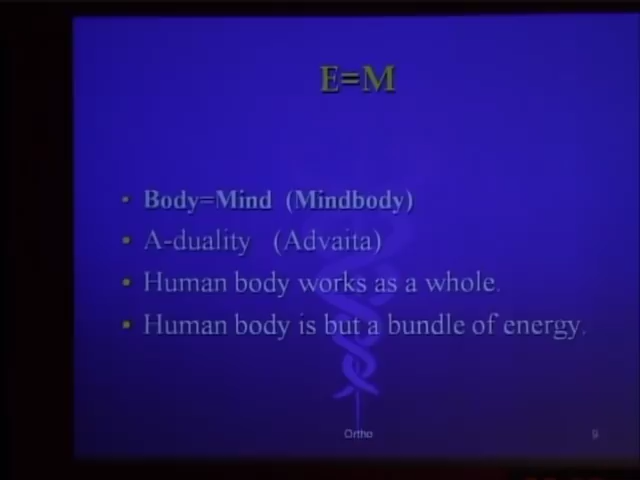 E=M
• Body=Mind (Mindbody)
• A-duality (Advaita)
• Human body works as a whole.
• Human body is but a bundle of energy.
Ortho
9